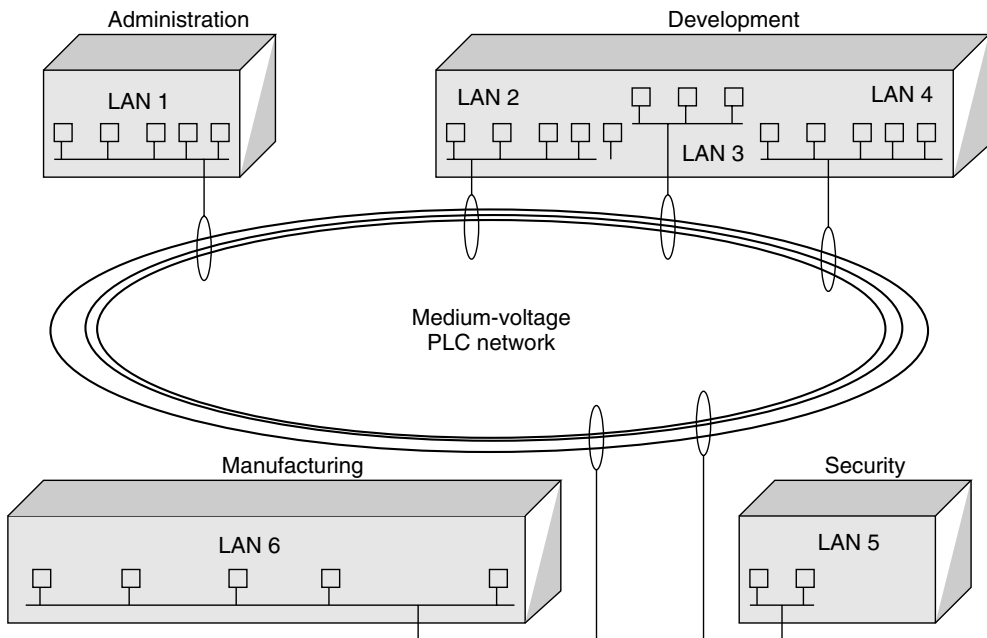 Administration
Development
LAN 1
LAN 2
LAN 4
LAN 3
Medium-voltage
PLC network
Manufacturing
Security
LAN 6
LAN 5